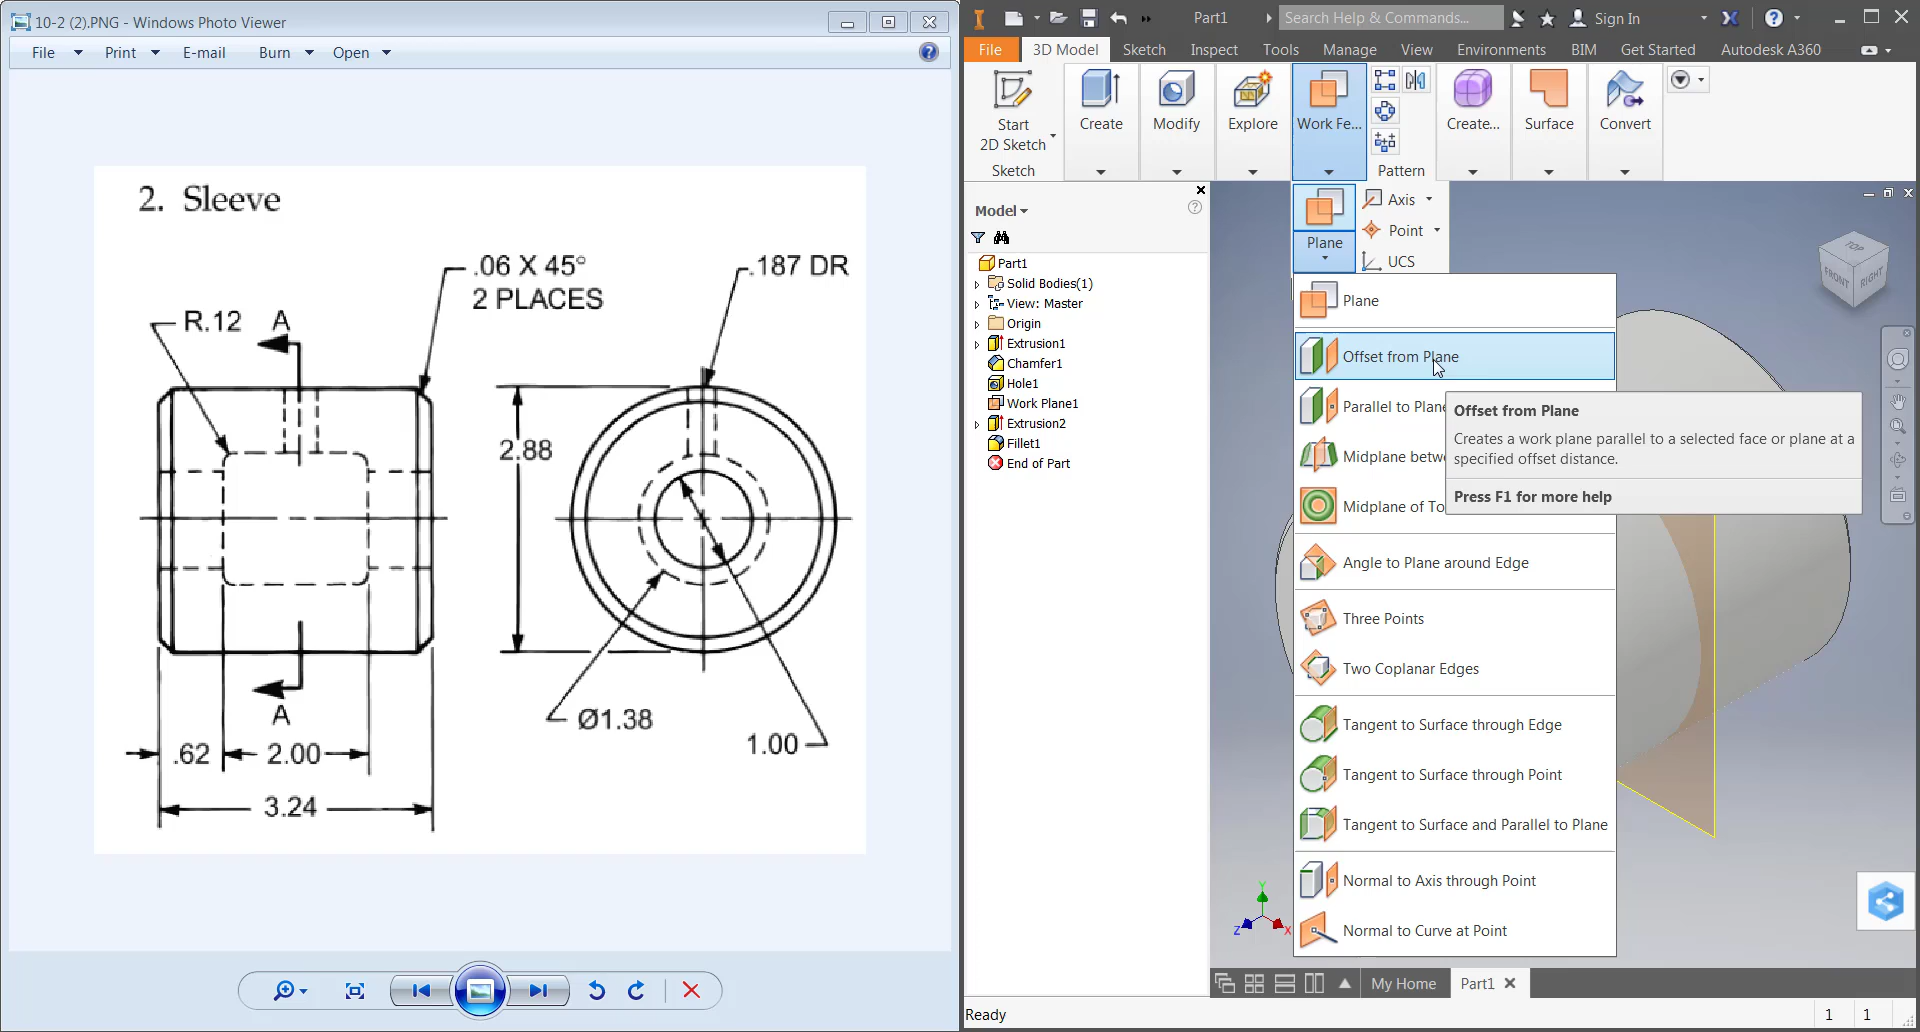 10-2 (2).PNG - Windows Photo Viewer
File Print E-mail Burn Open
2. Sleeve
.06 X 45°
2 PLACES
.187 DR
R.12
A
2.88
A
Ø1.38
1.00
.62
2.00
3.24
Part1
Search Help & Commands...
Sign In
File 3D Model Sketch Inspect Tools Manage View Environments BIM Get Started Autodesk A360
Start
2D Sketch
Create
Modify
Explore
Work Fe...
Create...
Surface
Convert
Sketch
Pattern
Model
Part1
Solid Bodies(1)
View: Master
Origin
Extrusion1
Chamfer1
Hole1
Work Plane1
Extrusion2
Fillet1
End of Part
Plane
Axis
Point
UCS
Plane
Offset from Plane
Parallel to Plane
Midplane betw
Midplane of To
Angle to Plane around Edge
Three Points
Two Coplanar Edges
Tangent to Surface through Edge
Tangent to Surface through Point
Tangent to Surface and Parallel to Plane
Normal to Axis through Point
Normal to Curve at Point
Offset from Plane
Creates a work plane parallel to a selected face or plane at a
specified offset distance.
Press F1 for more help
TOP
FRONT
RIGHT
Y
Z
X
My Home
Part1
Ready
1 1